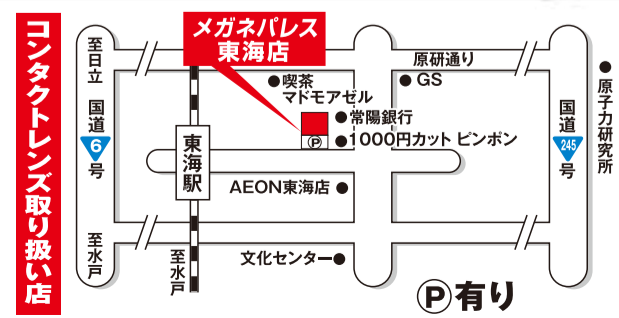 コンタクトレンズ取り扱い店
メガネパレス
東海店
至日立
国道
6
号
至水戸
原研通り
喫茶
マドモアゼル
GS
常陽銀行
1000円カット ピンポン
P
東海駅
AEON東海店
文化センター
至水戸
国道
245
号
原子力研究所
P有り